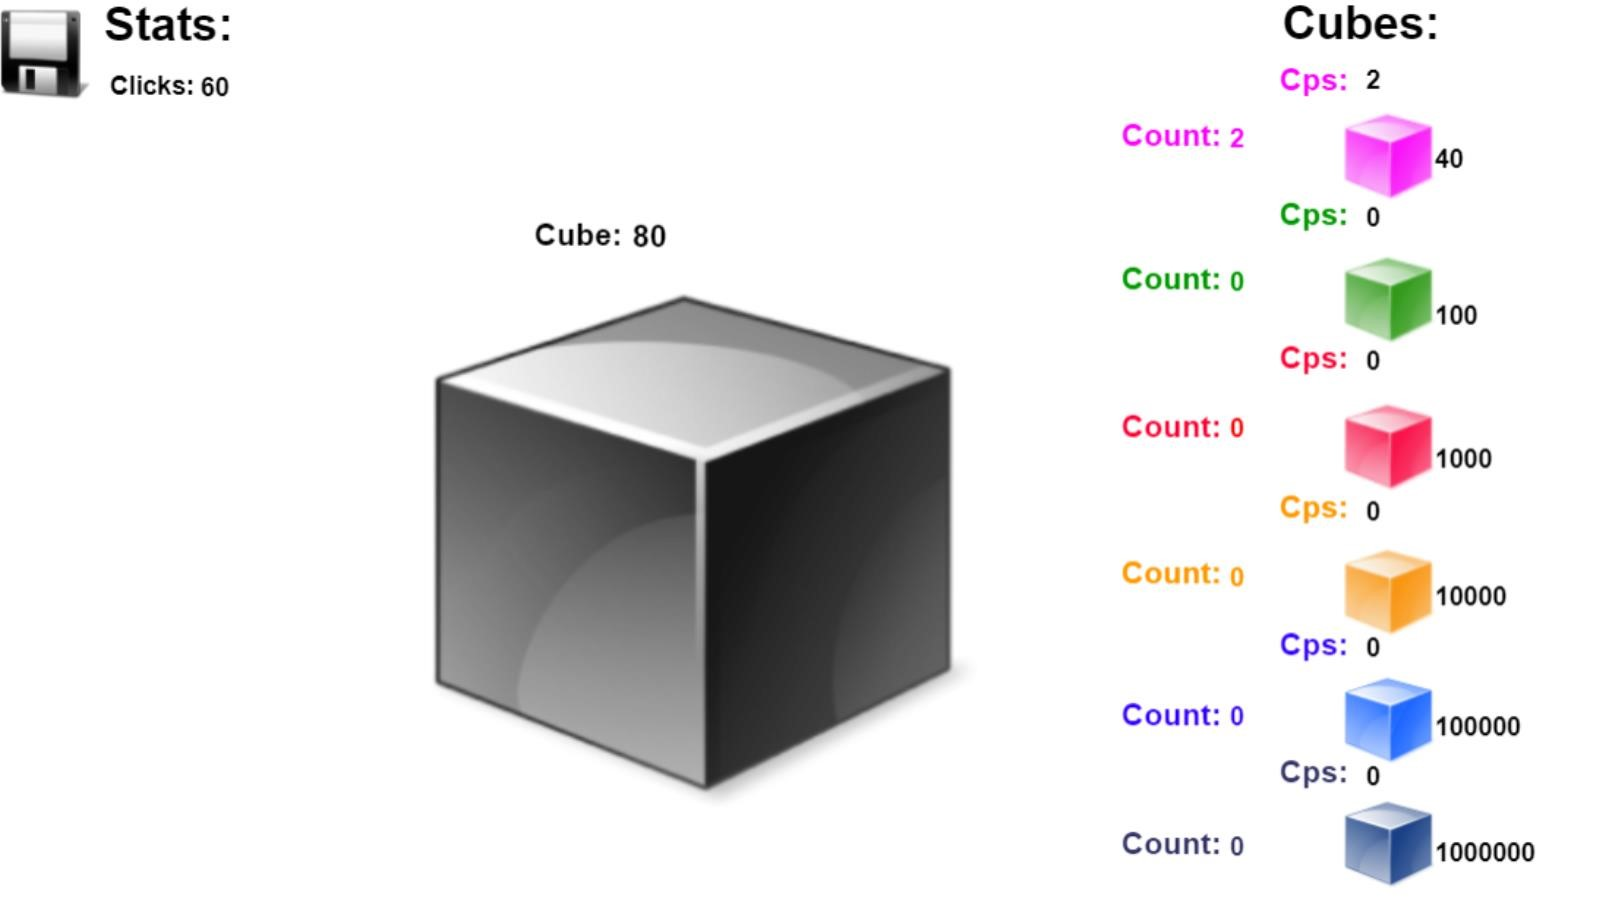 Stats:
Clicks: 60
Cube: 80
Cubes:
Cps: 2
Count: 2
40
Cps: 0
Count: 0
100
Cps: 0
Count: 0
1000
Cps: 0
Count: 0
10000
Cps: 0
Count: 0
100000
Cps: 0
Count: 0
1000000